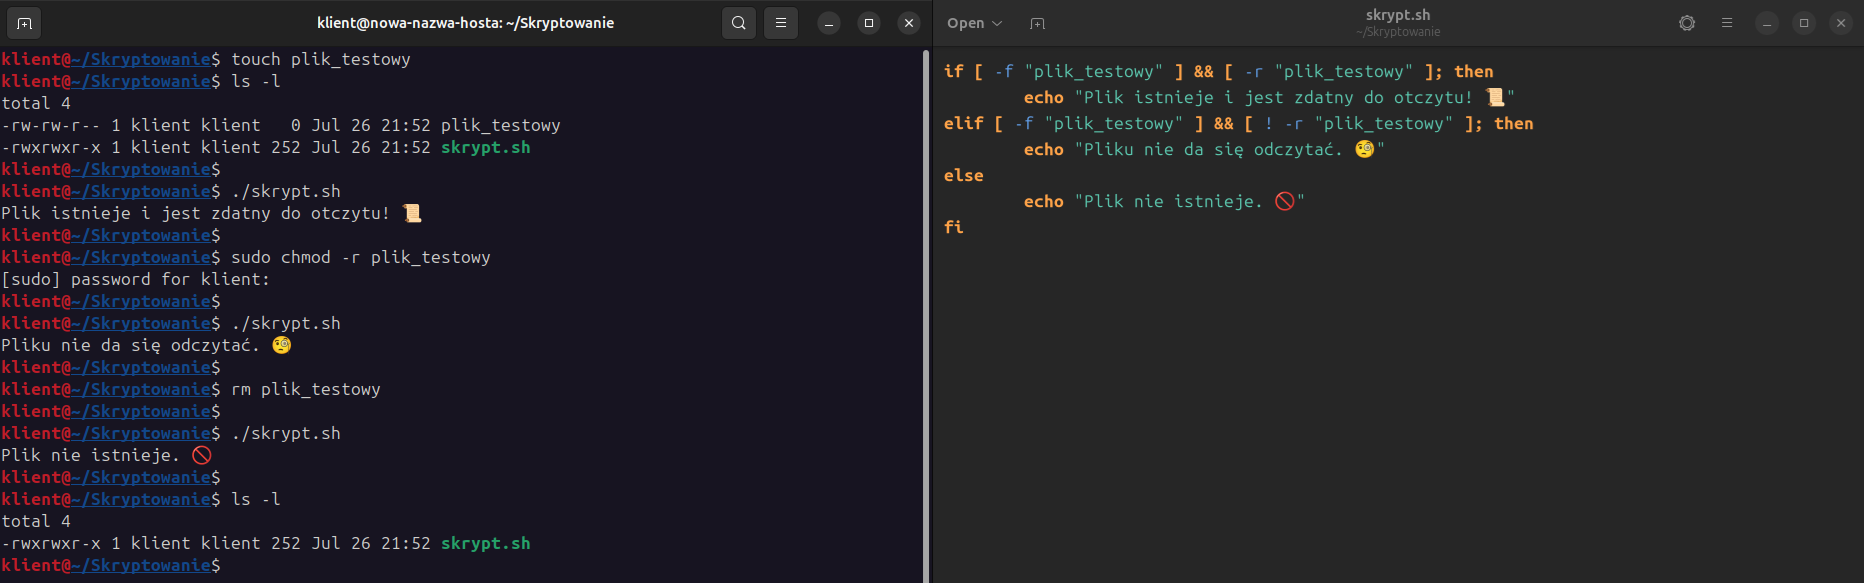 klient@nowa-nazwa-hosta: ~/Skryptowanie
klient@~/Skryptowanie$ touch plik_testowy
klient@~/Skryptowanie$ ls -l
total 4
-rw-rw-r-- 1 klient klient   0 Jul 26 21:52 plik_testowy
-rwxrwxr-x 1 klient klient 252 Jul 26 21:52 skrypt.sh
klient@~/Skryptowanie$
klient@~/Skryptowanie$ ./skrypt.sh
Plik istnieje i jest zdatny do otczytu! 📜
klient@~/Skryptowanie$
klient@~/Skryptowanie$ sudo chmod -r plik_testowy
[sudo] password for klient:
klient@~/Skryptowanie$
klient@~/Skryptowanie$ ./skrypt.sh
Pliku nie da się odczytać. 🧐
klient@~/Skryptowanie$
klient@~/Skryptowanie$ rm plik_testowy
klient@~/Skryptowanie$
klient@~/Skryptowanie$ ./skrypt.sh
Plik nie istnieje. 🚫
klient@~/Skryptowanie$
klient@~/Skryptowanie$ ls -l
total 4
-rwxrwxr-x 1 klient klient 252 Jul 26 21:52 skrypt.sh
klient@~/Skryptowanie$
Open
skrypt.sh
~/Skryptowanie
if [ -f "plik_testowy" ] && [ -r "plik_testowy" ]; then
        echo "Plik istnieje i jest zdatny do otczytu! 📜"
elif [ -f "plik_testowy" ] && [ ! -r "plik_testowy" ]; then
        echo "Pliku nie da się odczytać. 🧐"
else
        echo "Plik nie istnieje. 🚫"
fi